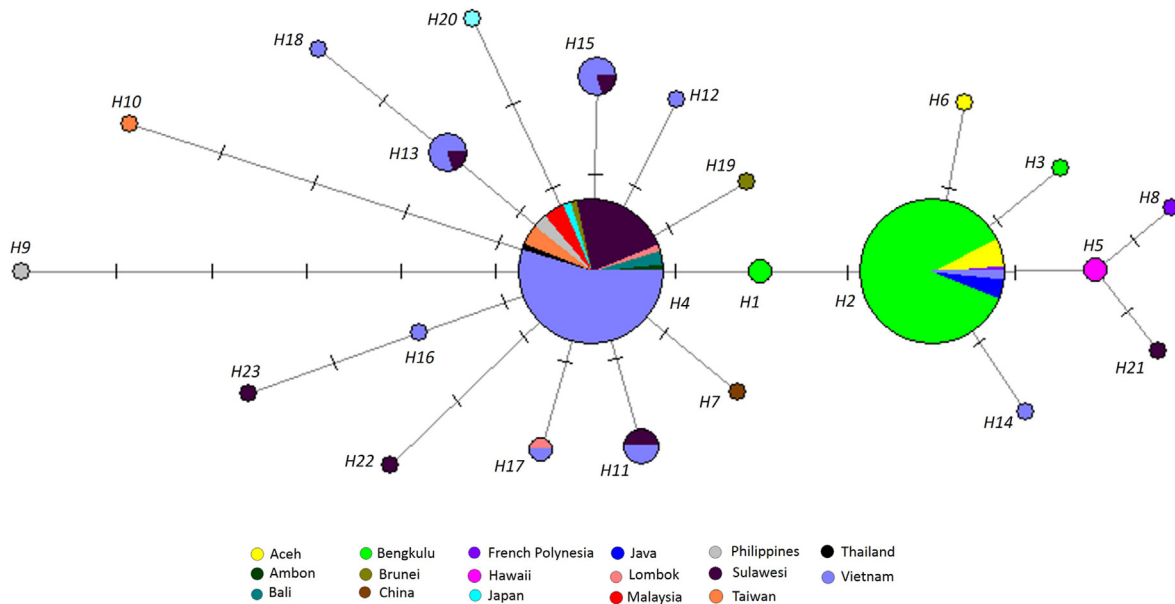 H20
H18
H15
H12
H10
H6
H13
H3
H19
H8
H5
H9
H4
H1
H2
H16
H21
H23
H7
H14
H22
H17
H11
Aceh
Bengkulu
French Polynesia
Java
Philippines
Thailand
Ambon
Brunei
Hawaii
Lombok
Sulawesi
Vietnam
Bali
China
Japan
Malaysia
Taiwan